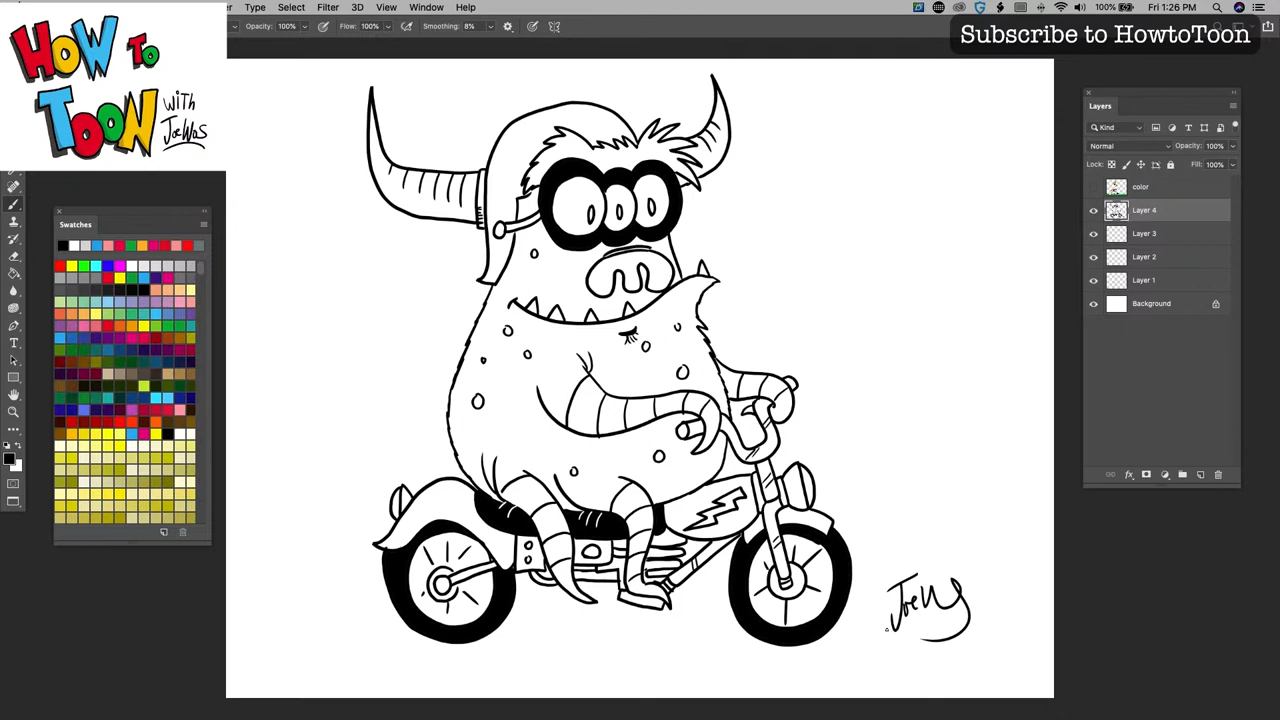 Type Select Filter 3D View Window Help
100% Fri 1:26 PM
Opacity: 100% Flow: 100% Smoothing: 8%
Subscribe to HowtoToon
HOW TO
TOON
WITH
JoeWos
Swatches
Layers
Kind
Normal Opacity: 100%
Lock: Fill: 100%
color
Layer 4
Layer 3
Layer 2
Layer 1
Background
fx